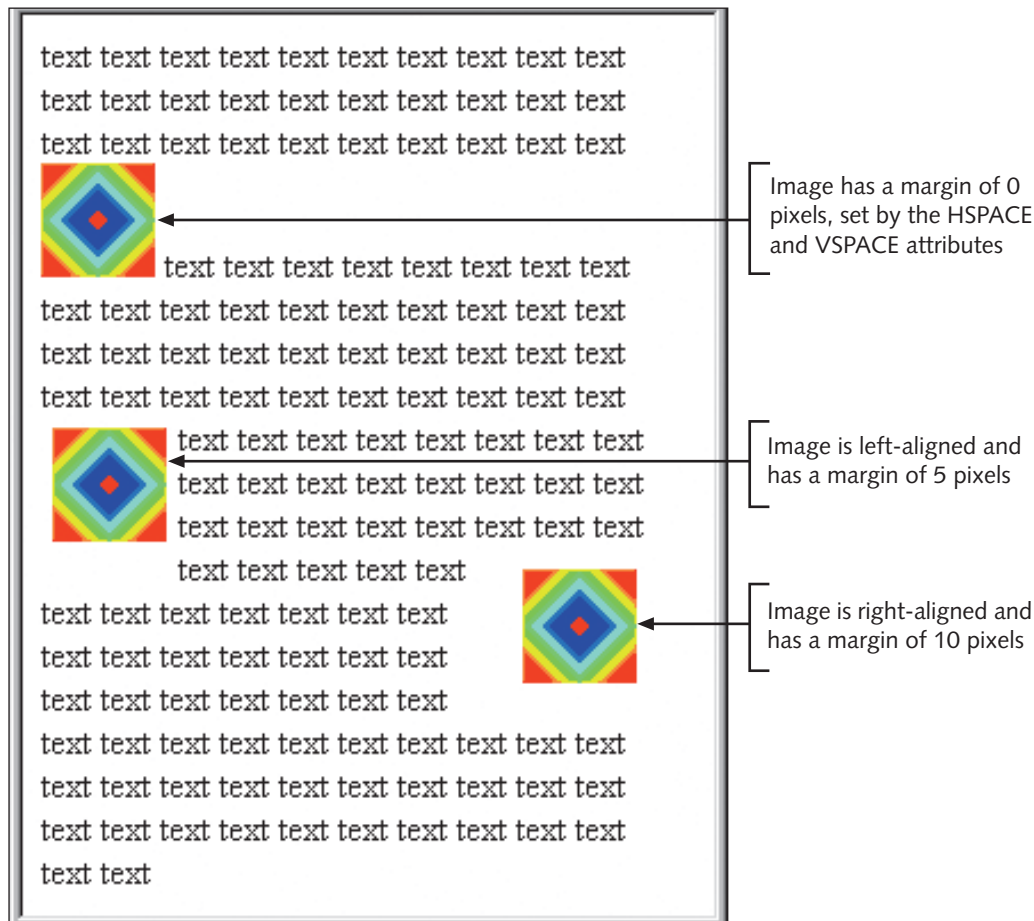 text text text text text text text text text text
text text text text text text text text text text
text text text text text text text text text text
Image has a margin of 0
pixels, set by the HSPACE
and VSPACE attributes
text text text text text text text text
text text text text text text text text text text
text text text text text text text text text text
text text text text text text text text text text
text text text text text text text text
Image is left-aligned and
has a margin of 5 pixels
text text text text text text text text
text text text text text text text text
text text text text text
Image is right-aligned and
has a margin of 10 pixels
text text text text text text text
text text text text text text text
text text text text text text text
text text text text text text text text text text
text text text text text text text text text text
text text text text text text text text text text
text text